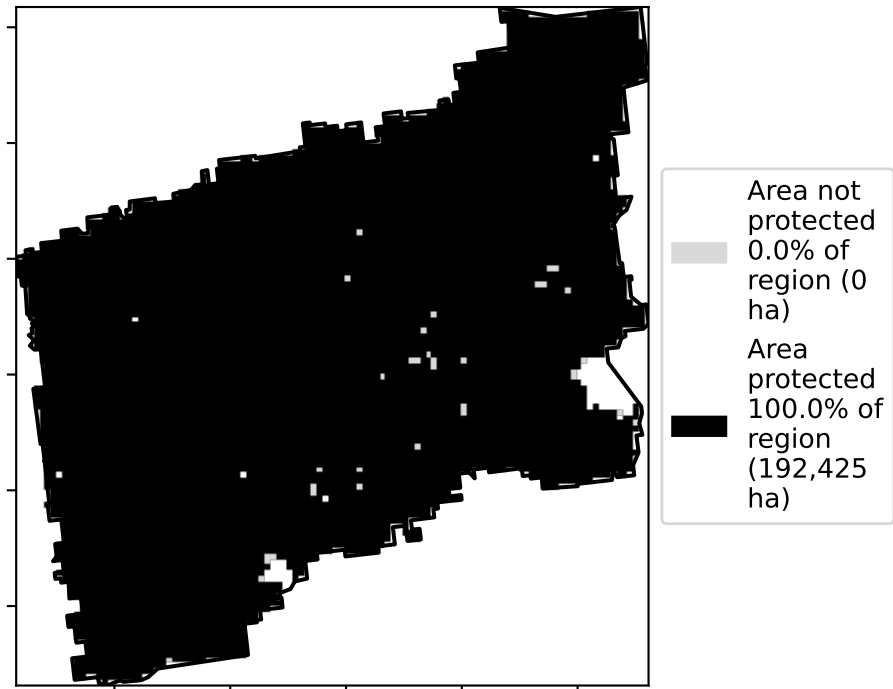 Area not
protected
0.0% of
region (0
ha)
Area
protected
100.0% of
region
(192,425
ha)